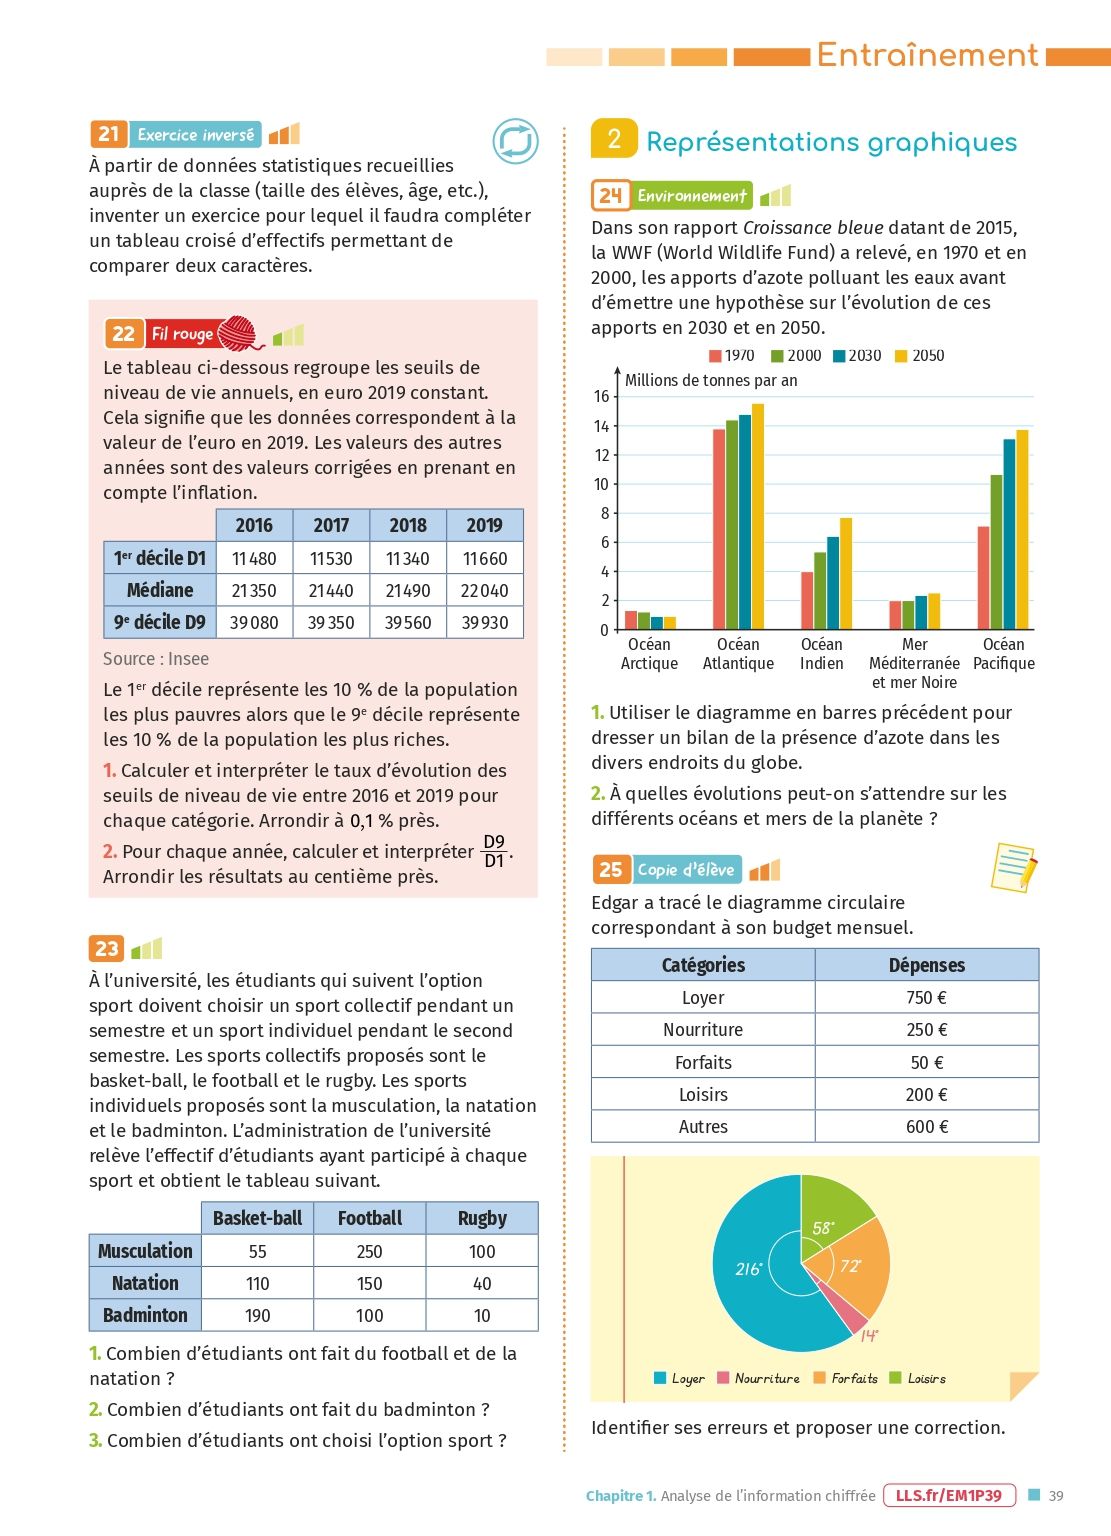 Entraînement
21 Exercice inversé
À partir de données statistiques recueillies
auprès de la classe (taille des élèves, âge, etc.),
inventer un exercice pour lequel il faudra compléter
un tableau croisé d’effectifs permettant de
comparer deux caractères.
22 Fil rouge
Le tableau ci-dessous regroupe les seuils de
niveau de vie annuels, en euro 2019 constant.
Cela signifie que les données correspondent à la
valeur de l’euro en 2019. Les valeurs des autres
années sont des valeurs corrigées en prenant en
compte l’inflation.
2016 2017 2018 2019
1er décile D1 11 480 11 530 11 340 11 660
Médiane 21 350 21 440 21 490 22 040
9e décile D9 39 080 39 350 39 560 39 930
Source : Insee
Le 1er décile représente les 10 % de la population
les plus pauvres alors que le 9e décile représente
les 10 % de la population les plus riches.
1. Calculer et interpréter le taux d’évolution des
seuils de niveau de vie entre 2016 et 2019 pour
chaque catégorie. Arrondir à 0,1 % près.
2. Pour chaque année, calculer et interpréter D9/D1.
Arrondir les résultats au centième près.
23
À l’université, les étudiants qui suivent l’option
sport doivent choisir un sport collectif pendant un
semestre et un sport individuel pendant le second
semestre. Les sports collectifs proposés sont le
basket-ball, le football et le rugby. Les sports
individuels proposés sont la musculation, la natation
et le badminton. L’administration de l’université
relève l’effectif d’étudiants ayant participé à chaque
sport et obtient le tableau suivant.
Basket-ball Football Rugby
Musculation 55 250 100
Natation 110 150 40
Badminton 190 100 10
1. Combien d’étudiants ont fait du football et de la
natation ?
2. Combien d’étudiants ont fait du badminton ?
3. Combien d’étudiants ont choisi l’option sport ?
2 Représentations graphiques
24 Environnement
Dans son rapport Croissance bleue datant de 2015,
la WWF (World Wildlife Fund) a relevé, en 1970 et en
2000, les apports d’azote polluant les eaux avant
d’émettre une hypothèse sur l’évolution de ces
apports en 2030 et en 2050.
1970 2000 2030 2050
Millions de tonnes par an
16
14
12
10
8
6
4
2
0
Océan Océan Océan Mer Océan
Arctique Atlantique Indien Méditerranée Pacifique
et mer Noire
1. Utiliser le diagramme en barres précédent pour
dresser un bilan de la présence d’azote dans les
divers endroits du globe.
2. À quelles évolutions peut-on s’attendre sur les
différents océans et mers de la planète ?
25 Copie d’élève
Edgar a tracé le diagramme circulaire
correspondant à son budget mensuel.
Catégories Dépenses
Loyer 750 €
Nourriture 250 €
Forfaits 50 €
Loisirs 200 €
Autres 600 €
58°
216° 72°
14°
Loyer Nourriture Forfaits Loisirs
Identifier ses erreurs et proposer une correction.
Chapitre 1. Analyse de l’information chiffrée LLS.fr/EM1P39 39